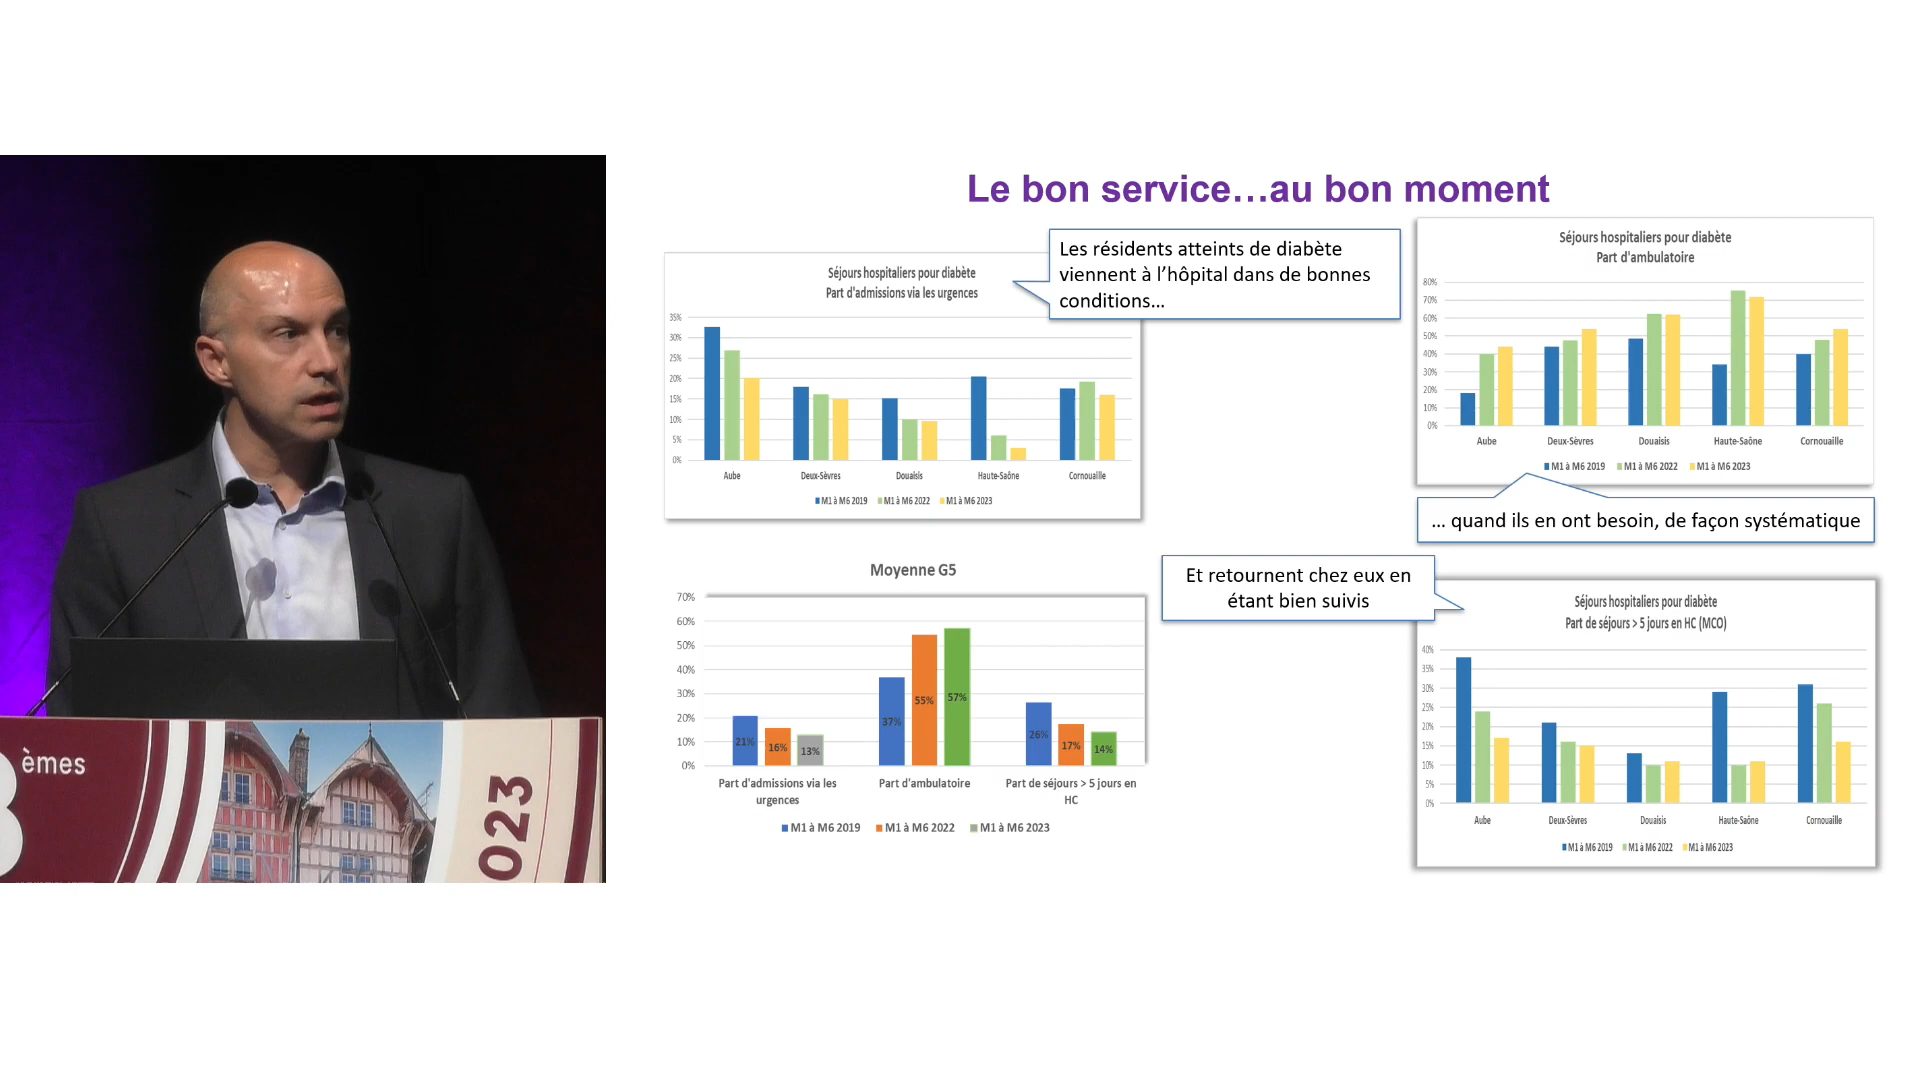 Le bon service…au bon moment
Les résidents atteints de diabète
viennent à l’hôpital dans de bonnes
conditions…
Séjours hospitaliers pour diabète
Part d'admissions via les urgences
35%
30%
25%
20%
15%
10%
5%
0%
Aube Deux-Sèvres Douaisis Haute-Saône Cornouaille
M1 à M6 2019 M1 à M6 2022 M1 à M6 2023
Séjours hospitaliers pour diabète
Part d'ambulatoire
80%
70%
60%
50%
40%
30%
20%
10%
0%
Aube Deux-Sèvres Douaisis Haute-Saône Cornouaille
M1 à M6 2019 M1 à M6 2022 M1 à M6 2023
... quand ils en ont besoin, de façon systématique
Moyenne G5
70%
60%
50%
40%
30%
20%
10%
0%
21% 16% 13% 37% 55% 57% 26% 17% 14%
Part d'admissions via les
urgences
Part d'ambulatoire
Part de séjours > 5 jours en
HC
M1 à M6 2019 M1 à M6 2022 M1 à M6 2023
Et retournent chez eux en
étant bien suivis
Séjours hospitaliers pour diabète
Part de séjours > 5 jours en HC (MCO)
40%
35%
30%
25%
20%
15%
10%
5%
0%
Aube Deux-Sèvres Douaisis Haute-Saône Cornouaille
M1 à M6 2019 M1 à M6 2022 M1 à M6 2023
èmes
023